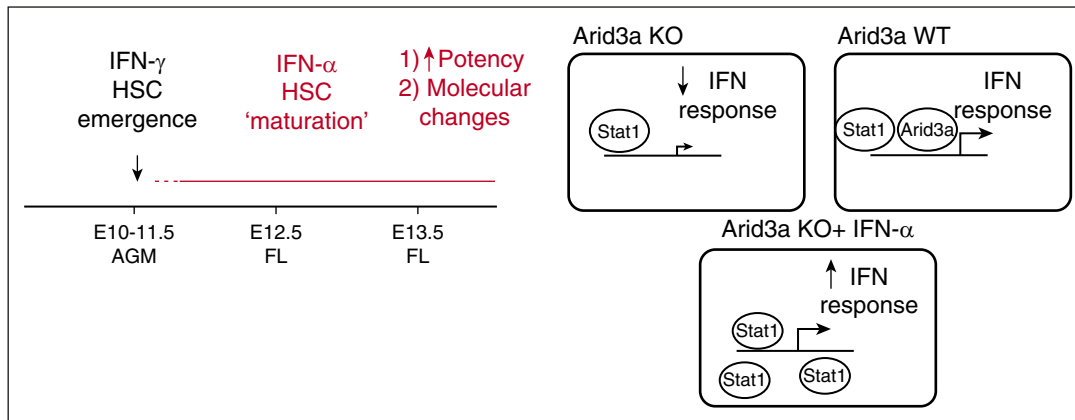 IFN-γ
HSC
emergence
IFN-α
HSC
‘maturation’
1) ↑Potency
2) Molecular
changes
E10-11.5
AGM
E12.5
FL
E13.5
FL
Arid3a KO
↓ IFN
response
Stat1
Arid3a WT
IFN
response
Stat1 Arid3a
Arid3a KO+ IFN-α
↑ IFN
response
Stat1
Stat1 Stat1